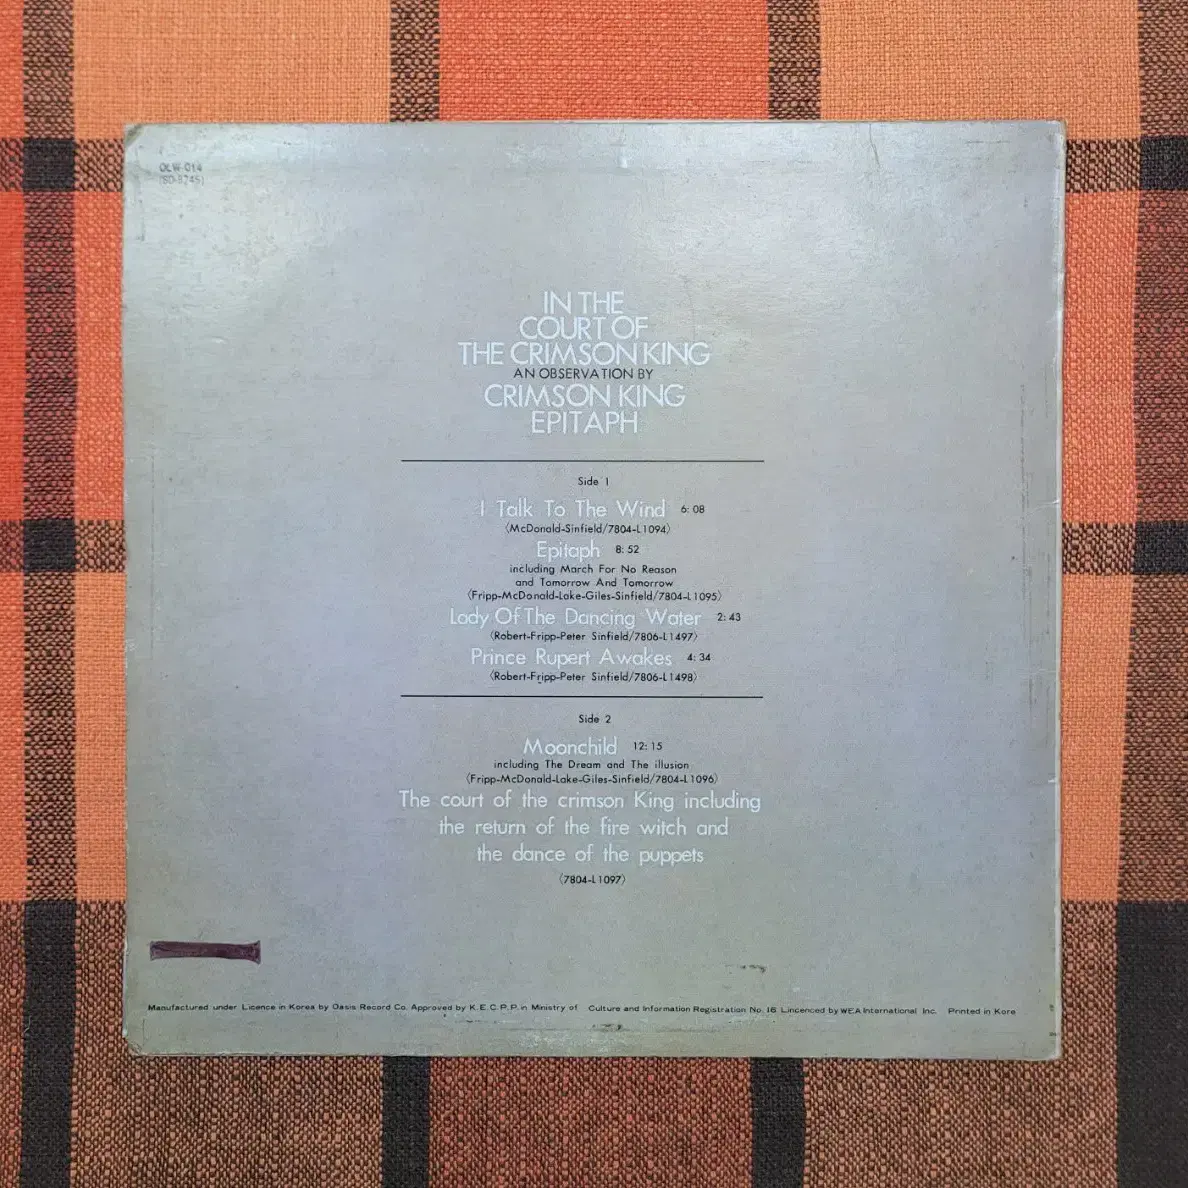 OLW-014
(SD-8245)
IN THE
COURT OF
THE CRIMSON KING
AN OBSERVATION BY
CRIMSON KING
EPITAPH
Side 1
I Talk To The Wind 6:08
(McDonald-Sinfield/7804-L1094)
Epitaph 8:52
including March For No Reason
and Tomorrow And Tomorrow
(Fripp-McDonald-Lake-Giles-Sinfield/7804-L1095)
Lady Of The Dancing Water 2:43
(Robert-Fripp-Peter Sinfield/7806-L1497)
Prince Rupert Awakes 4:34
(Robert-Fripp-Peter Sinfield/7806-L1498)
Side 2
Moonchild 12:15
including The Dream and The illusion
(Fripp-McDonald-Lake-Giles-Sinfield/7804-L1096)
The court of the crimson King including
the return of the fire witch and
the dance of the puppets
(7804-L1097)
Manufactured under Licence in Korea by Oasis Record Co. Approved by K.E.C.P.P. in Ministry of Culture and Information Registration No. 16 Lincenced by WEA International Inc. Printed in Kore